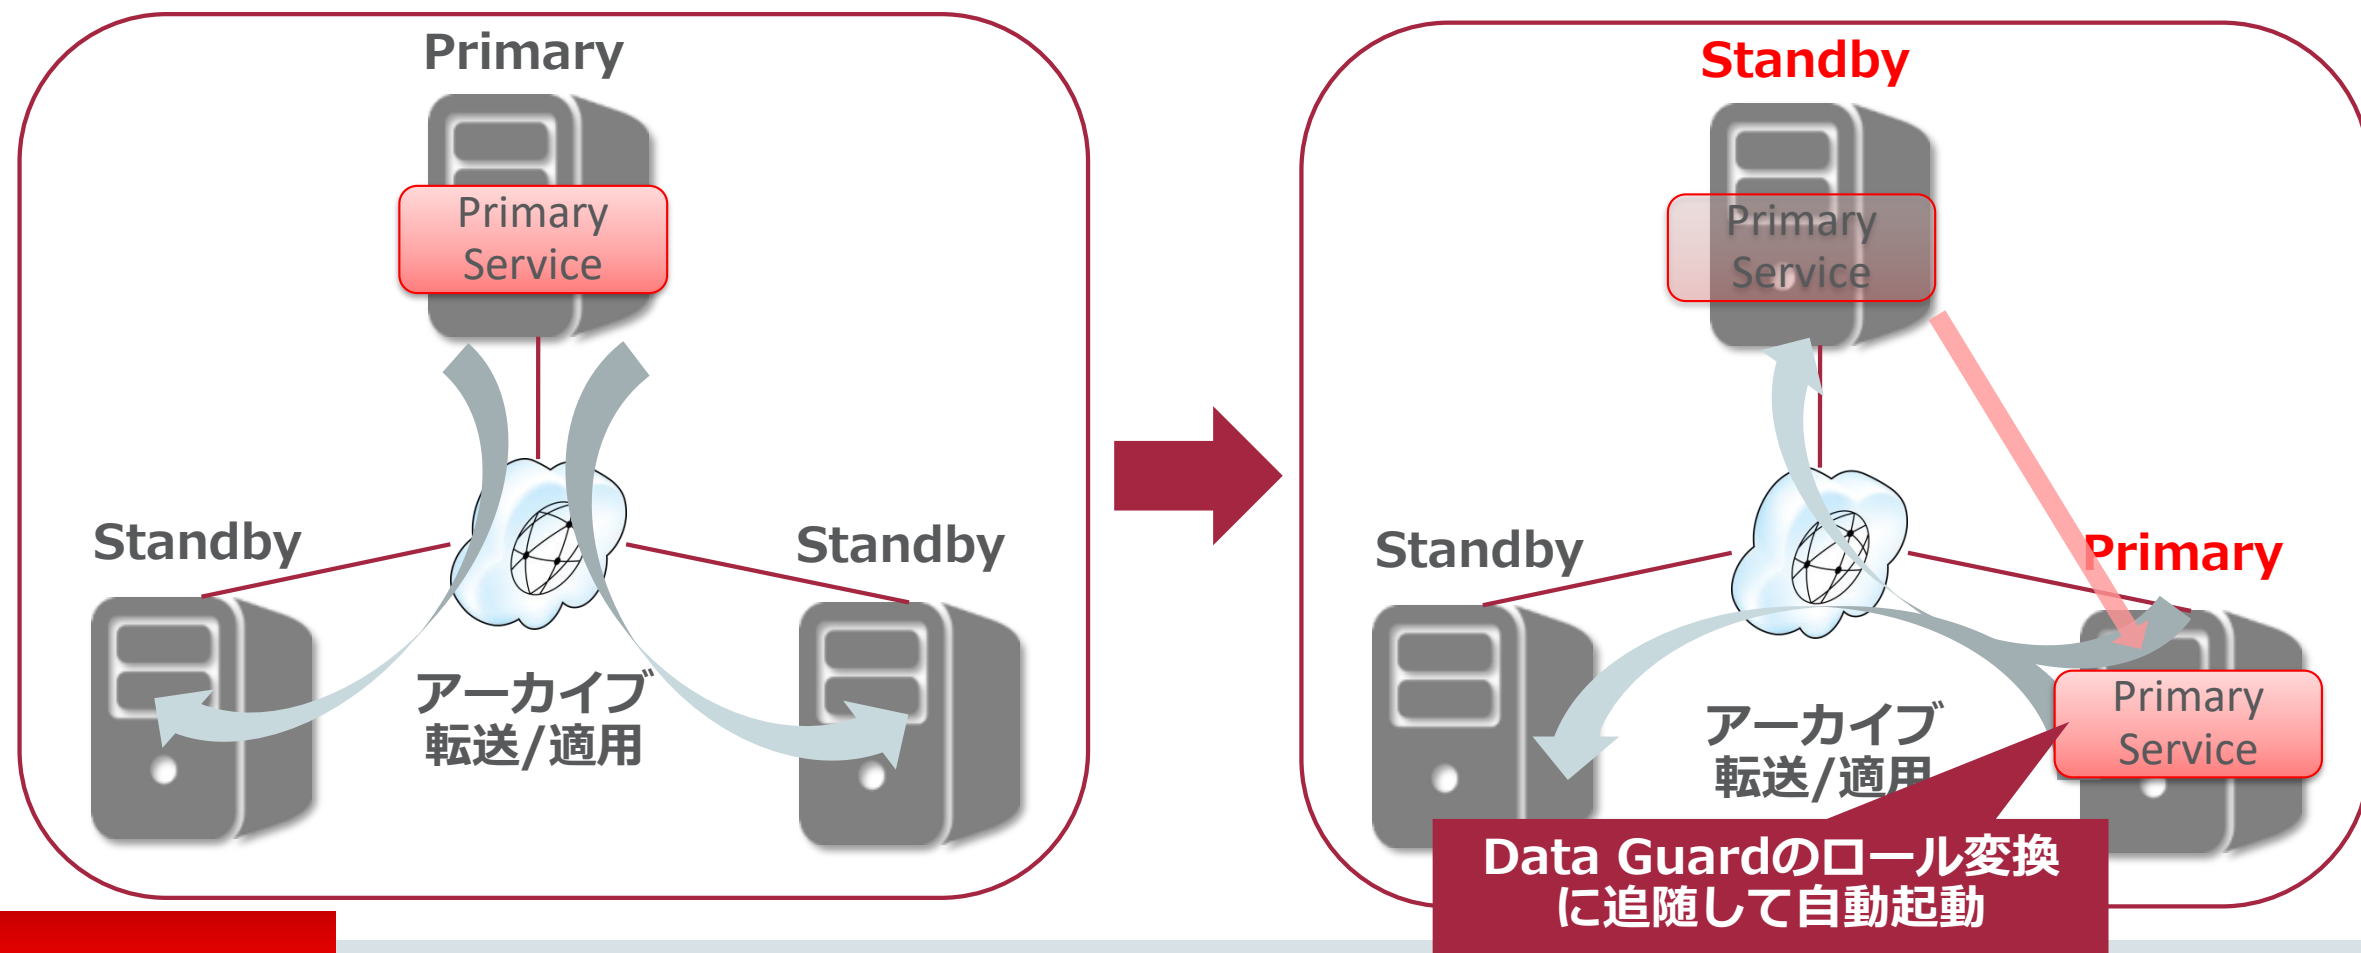 Primary
Primary
Service
Standby
Standby
アーカイブ
転送/適用
Standby
Primary
Service
Standby
Primary
Primary
Service
アーカイブ
転送/適用
Data Guardのロール変換
に追随して自動起動